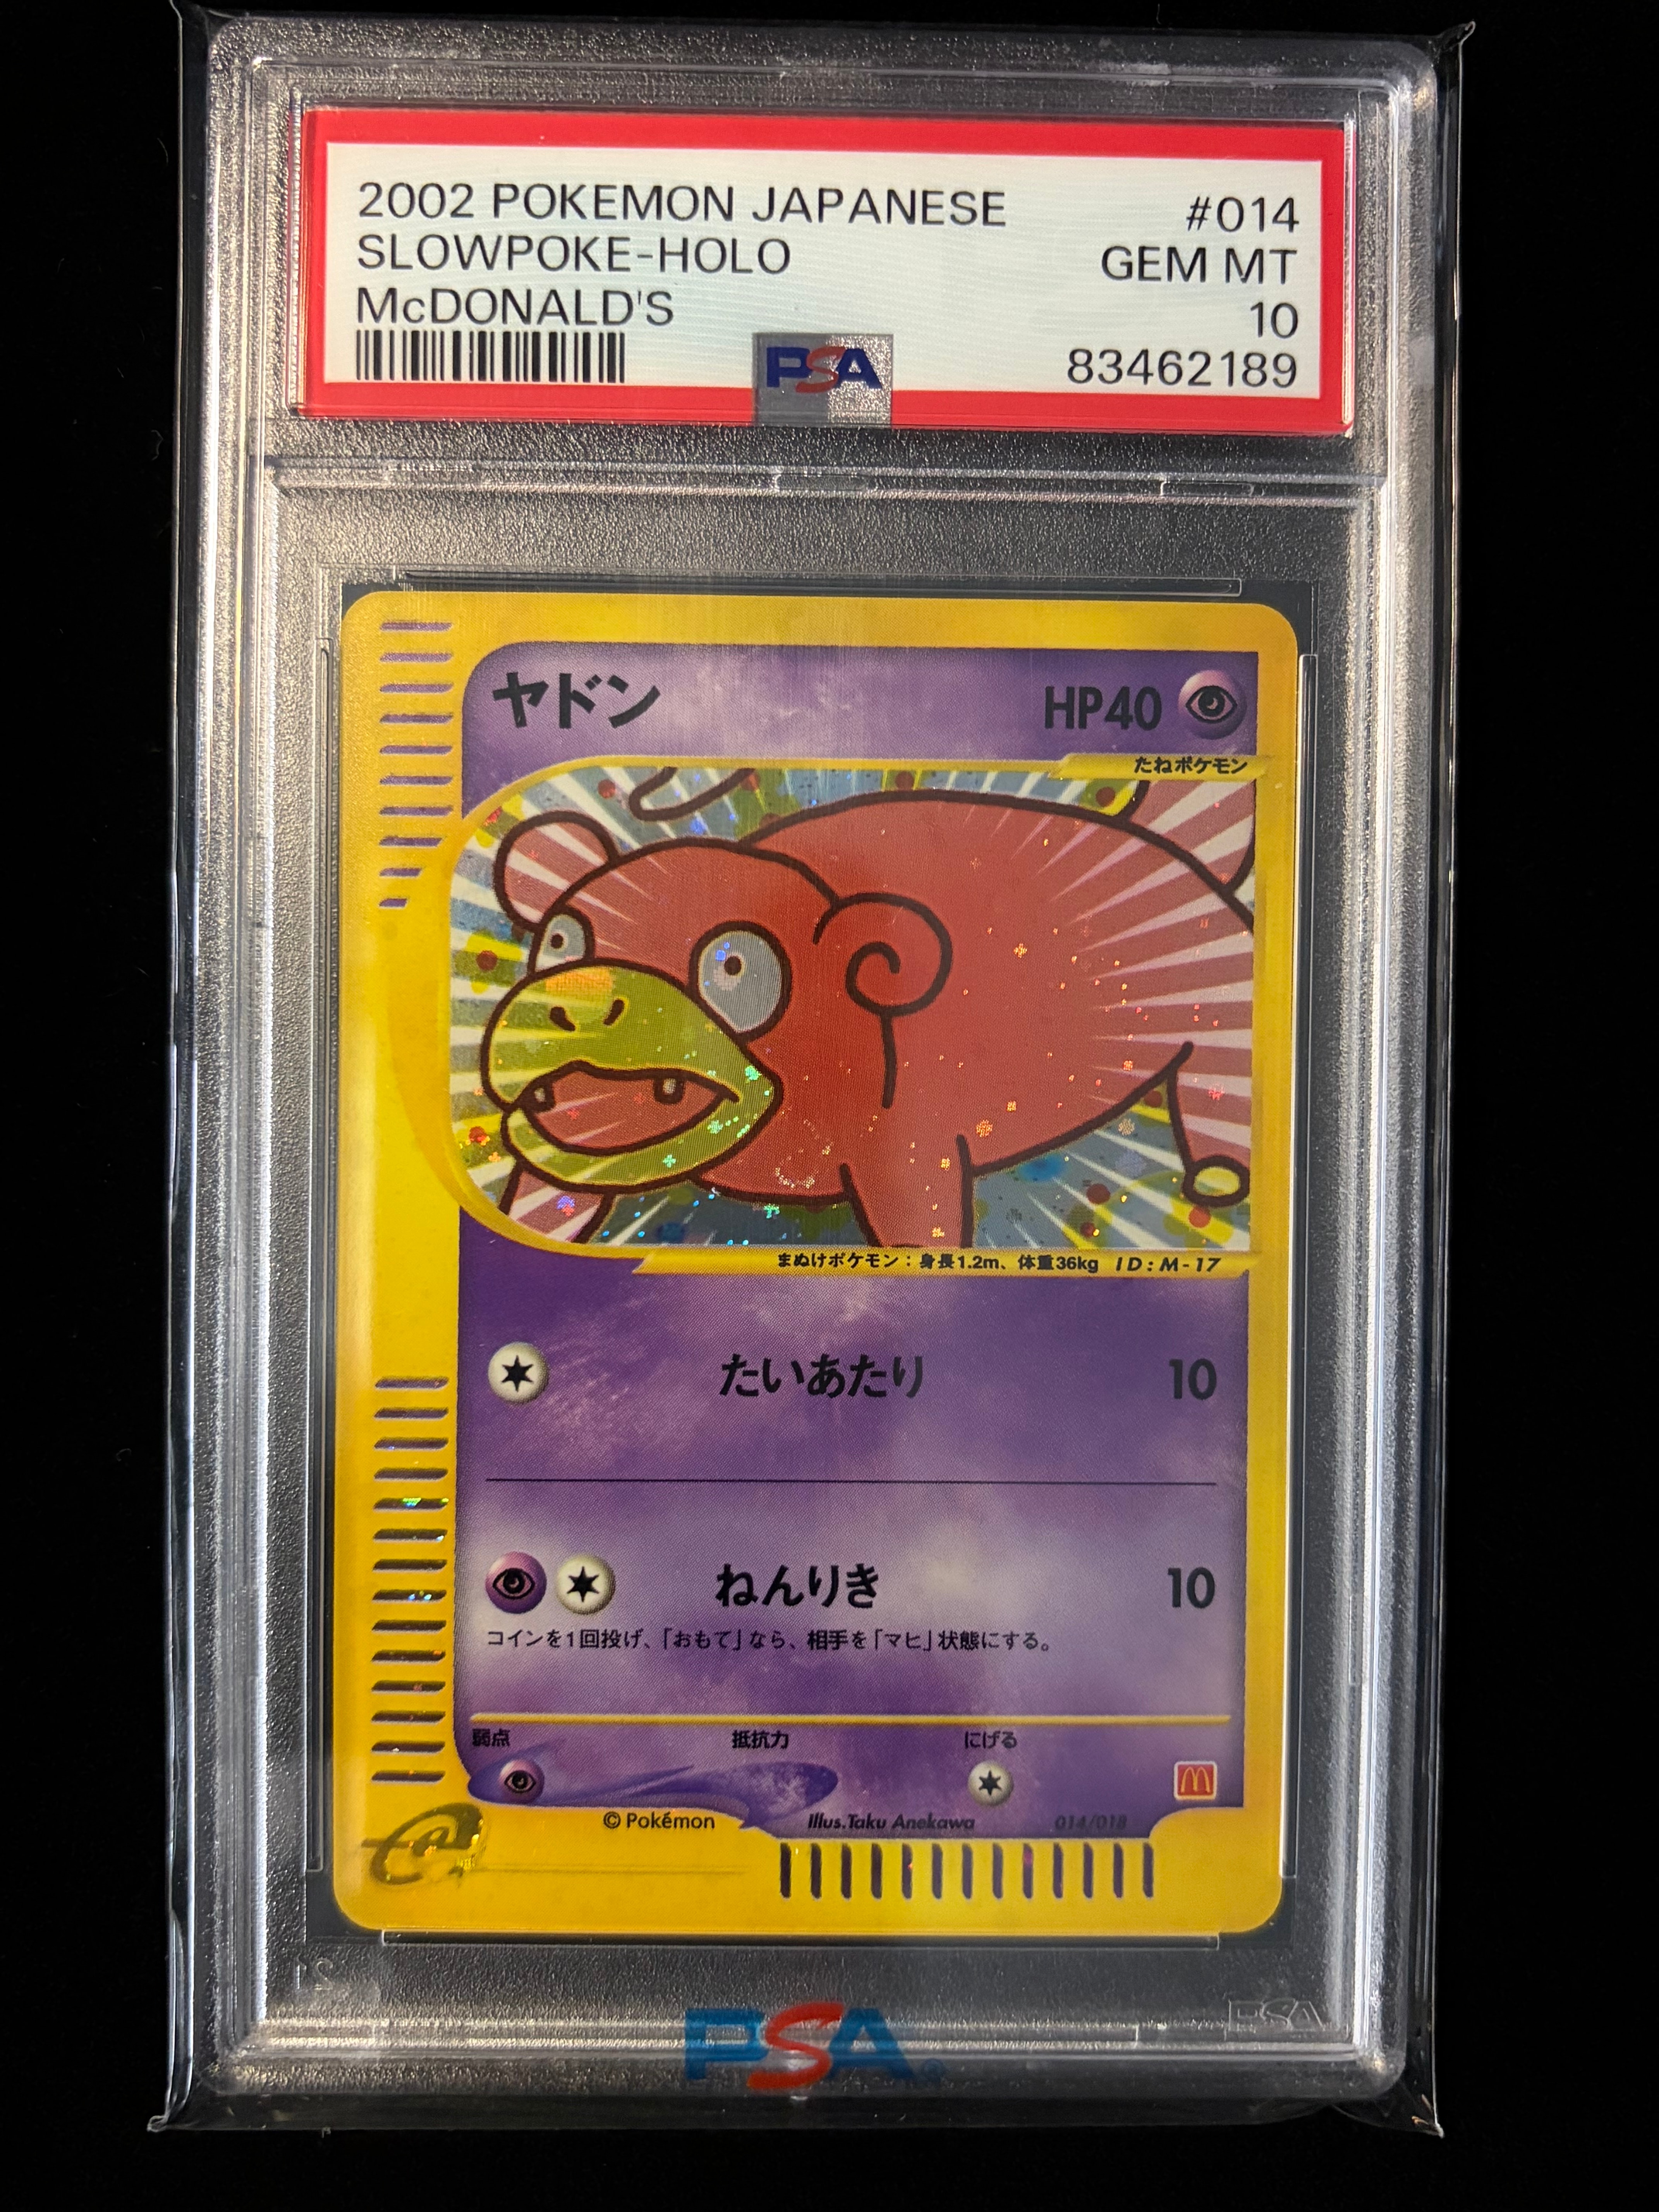 2002 POKEMON JAPANESE #014
SLOWPOKE-HOLO GEM MT
McDONALD'S 10
PSA 83462189
ヤドン HP40
たねポケモン
まぬけポケモン：身長1.2m、体重36kg ID:M-17
たいあたり 10
ねんりき 10
コインを1回投げ、「おもて」なら、相手を「マヒ」状態にする。
弱点 抵抗力 にげる
e
© Pokémon Illus.Taku Anekawa 014/018
PSA
PSA